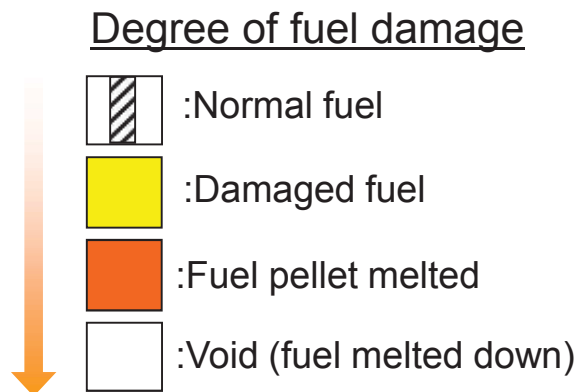 Degree of fuel damage
:Normal fuel
:Damaged fuel
:Fuel pellet melted
:Void (fuel melted down)